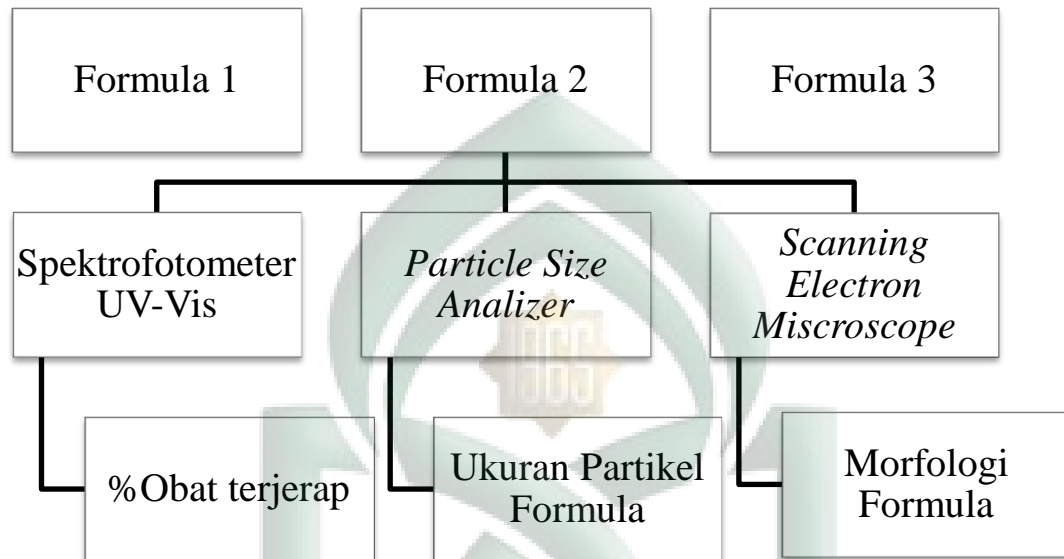 Formula 1
Formula 2
Formula 3
Spektrofotometer
UV-Vis
Particle Size
Analizer
Scanning
Electron
Miscroscope
%Obat terjerap
Ukuran Partikel
Formula
Morfologi
Formula